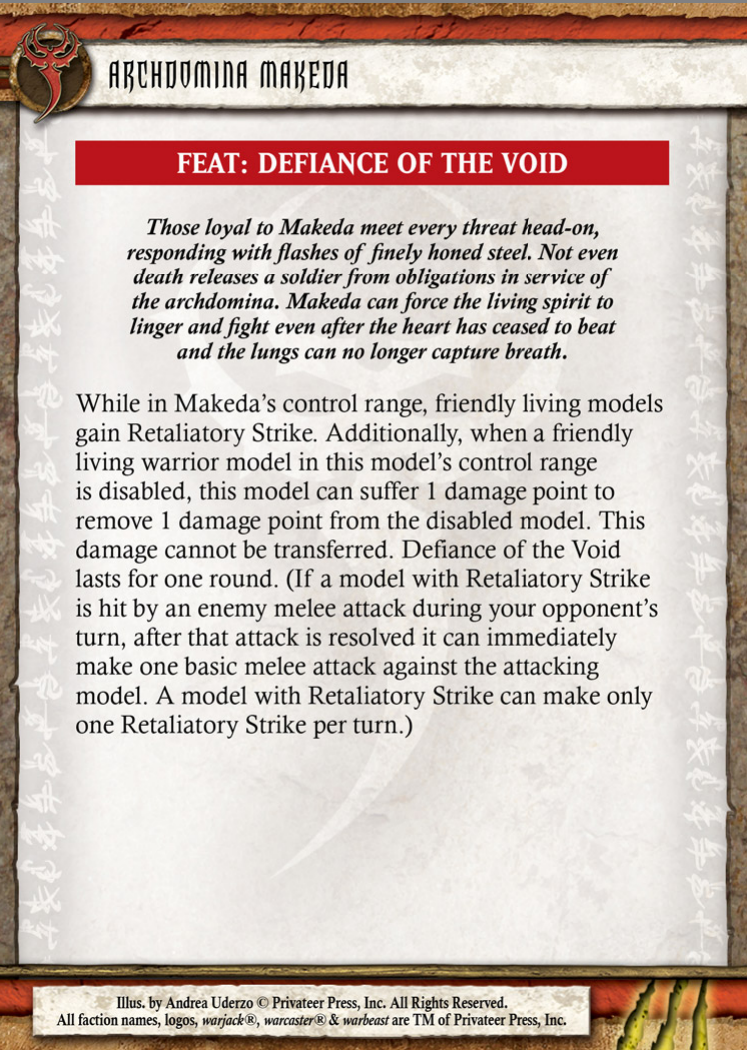 ARCHDOMINA MAKEDA
FEAT: DEFIANCE OF THE VOID
Those loyal to Makeda meet every threat head-on,
responding with flashes of finely honed steel. Not even
death releases a soldier from obligations in service of
the archdomina. Makeda can force the living spirit to
linger and fight even after the heart has ceased to beat
and the lungs can no longer capture breath.
While in Makeda's control range, friendly living models
gain Retaliatory Strike. Additionally, when a friendly
living warrior model in this model's control range
is disabled, this model can suffer 1 damage point to
remove 1 damage point from the disabled model. This
damage cannot be transferred. Defiance of the Void
lasts for one round. (If a model with Retaliatory Strike
is hit by an enemy melee attack during your opponent's
turn, after that attack is resolved it can immediately
make one basic melee attack against the attacking
model. A model with Retaliatory Strike can make only
one Retaliatory Strike per turn.)
Illus. by Andrea Uderzo © Privateer Press, Inc. All Rights Reserved.
All faction names, logos, warjack®, warcaster® & warbeast are TM of Privateer Press, Inc.